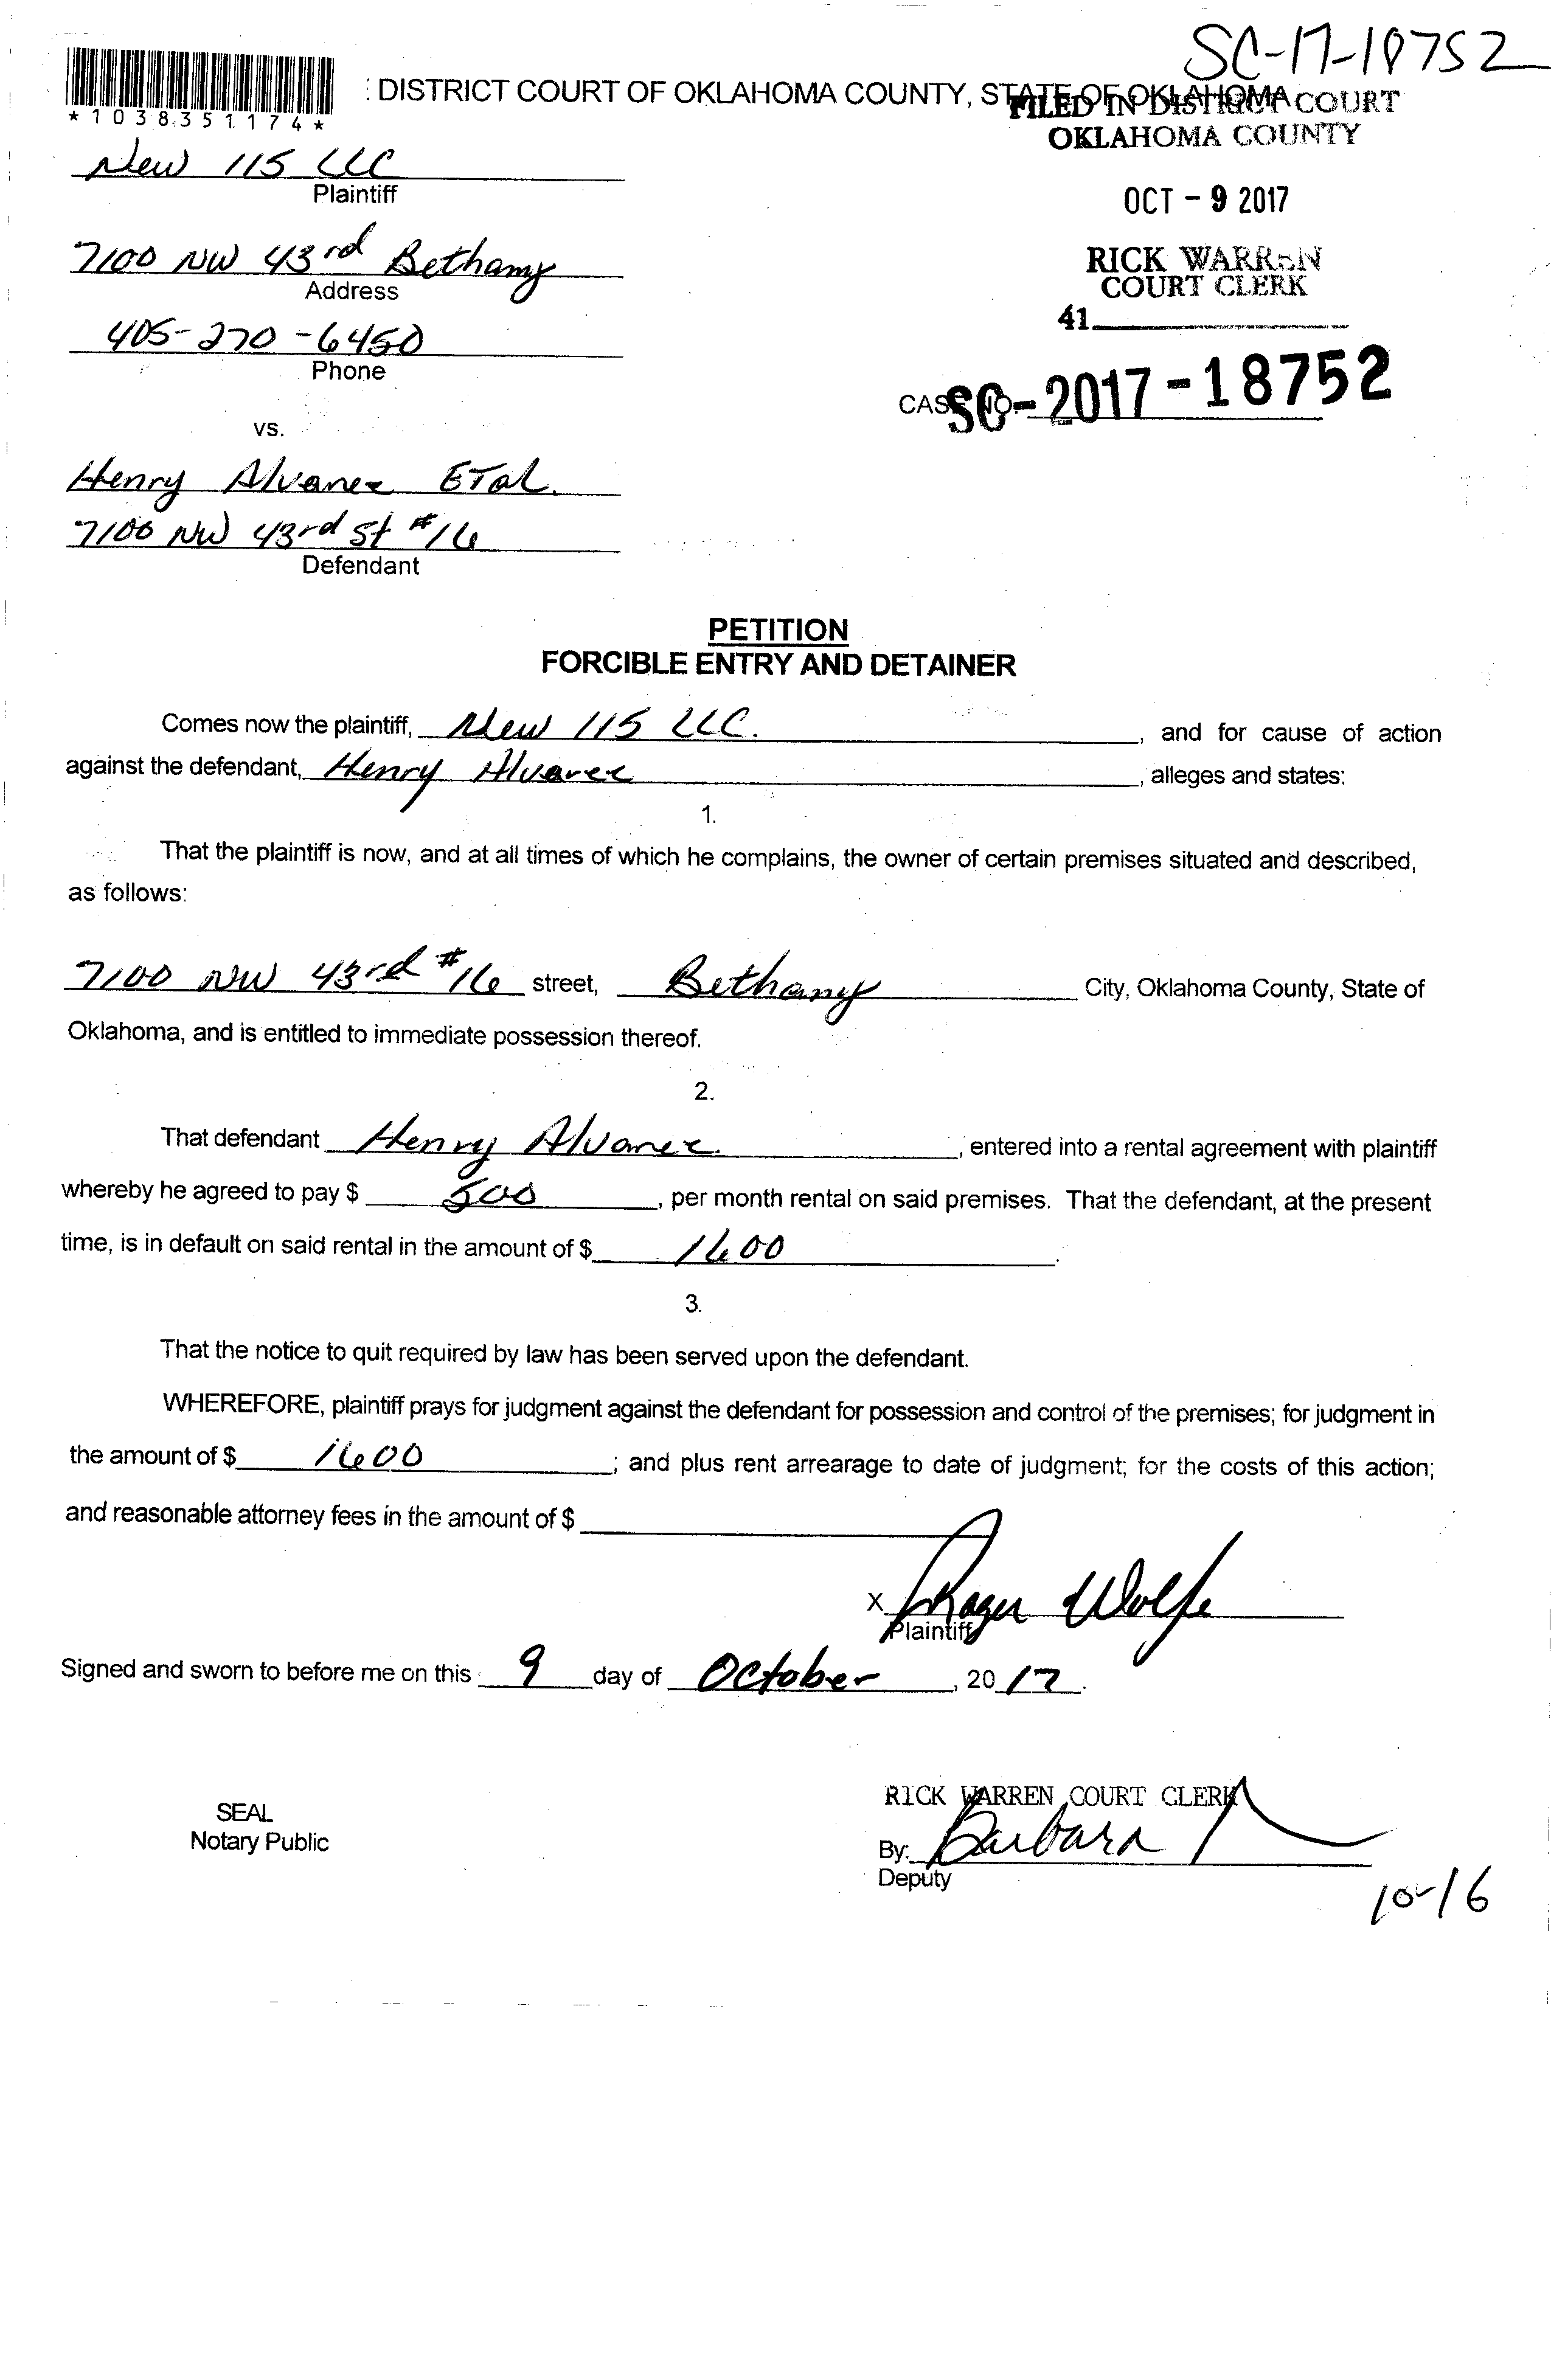 SC-17-18752
*1038351174*
: DISTRICT COURT OF OKLAHOMA COUNTY, STATE OF OKLAHOMA
FILED IN DISTRICT COURT
OKLAHOMA COUNTY
New 115 LLC
Plaintiff
OCT - 9 2017
7100 NW 43rd Bethany
Address
RICK WARREN
COURT CLERK
41
405-270-6450
Phone
CASE NO. SC-2017-18752
vs.
Henry Alvarez ETal.
7100 NW 43rd St #16
Defendant
PETITION
FORCIBLE ENTRY AND DETAINER
Comes now the plaintiff, New 115 LLC. , and for cause of action
against the defendant, Henry Alvarez , alleges and states:
1.
That the plaintiff is now, and at all times of which he complains, the owner of certain premises situated and described,
as follows:
7100 NW 43rd #16 street, Bethany City, Oklahoma County, State of
Oklahoma, and is entitled to immediate possession thereof.
2.
That defendant Henry Alvarez , entered into a rental agreement with plaintiff
whereby he agreed to pay $ 500 , per month rental on said premises. That the defendant, at the present
time, is in default on said rental in the amount of $ 1600 .
3.
That the notice to quit required by law has been served upon the defendant.
WHEREFORE, plaintiff prays for judgment against the defendant for possession and control of the premises; for judgment in
the amount of $ 1600 ; and plus rent arrearage to date of judgment; for the costs of this action;
and reasonable attorney fees in the amount of $
X Roger Wolfe
Plaintiff
Signed and sworn to before me on this 9 day of October , 20 17 .
SEAL
Notary Public
RICK WARREN COURT CLERK
By: Barbara
Deputy
10-16